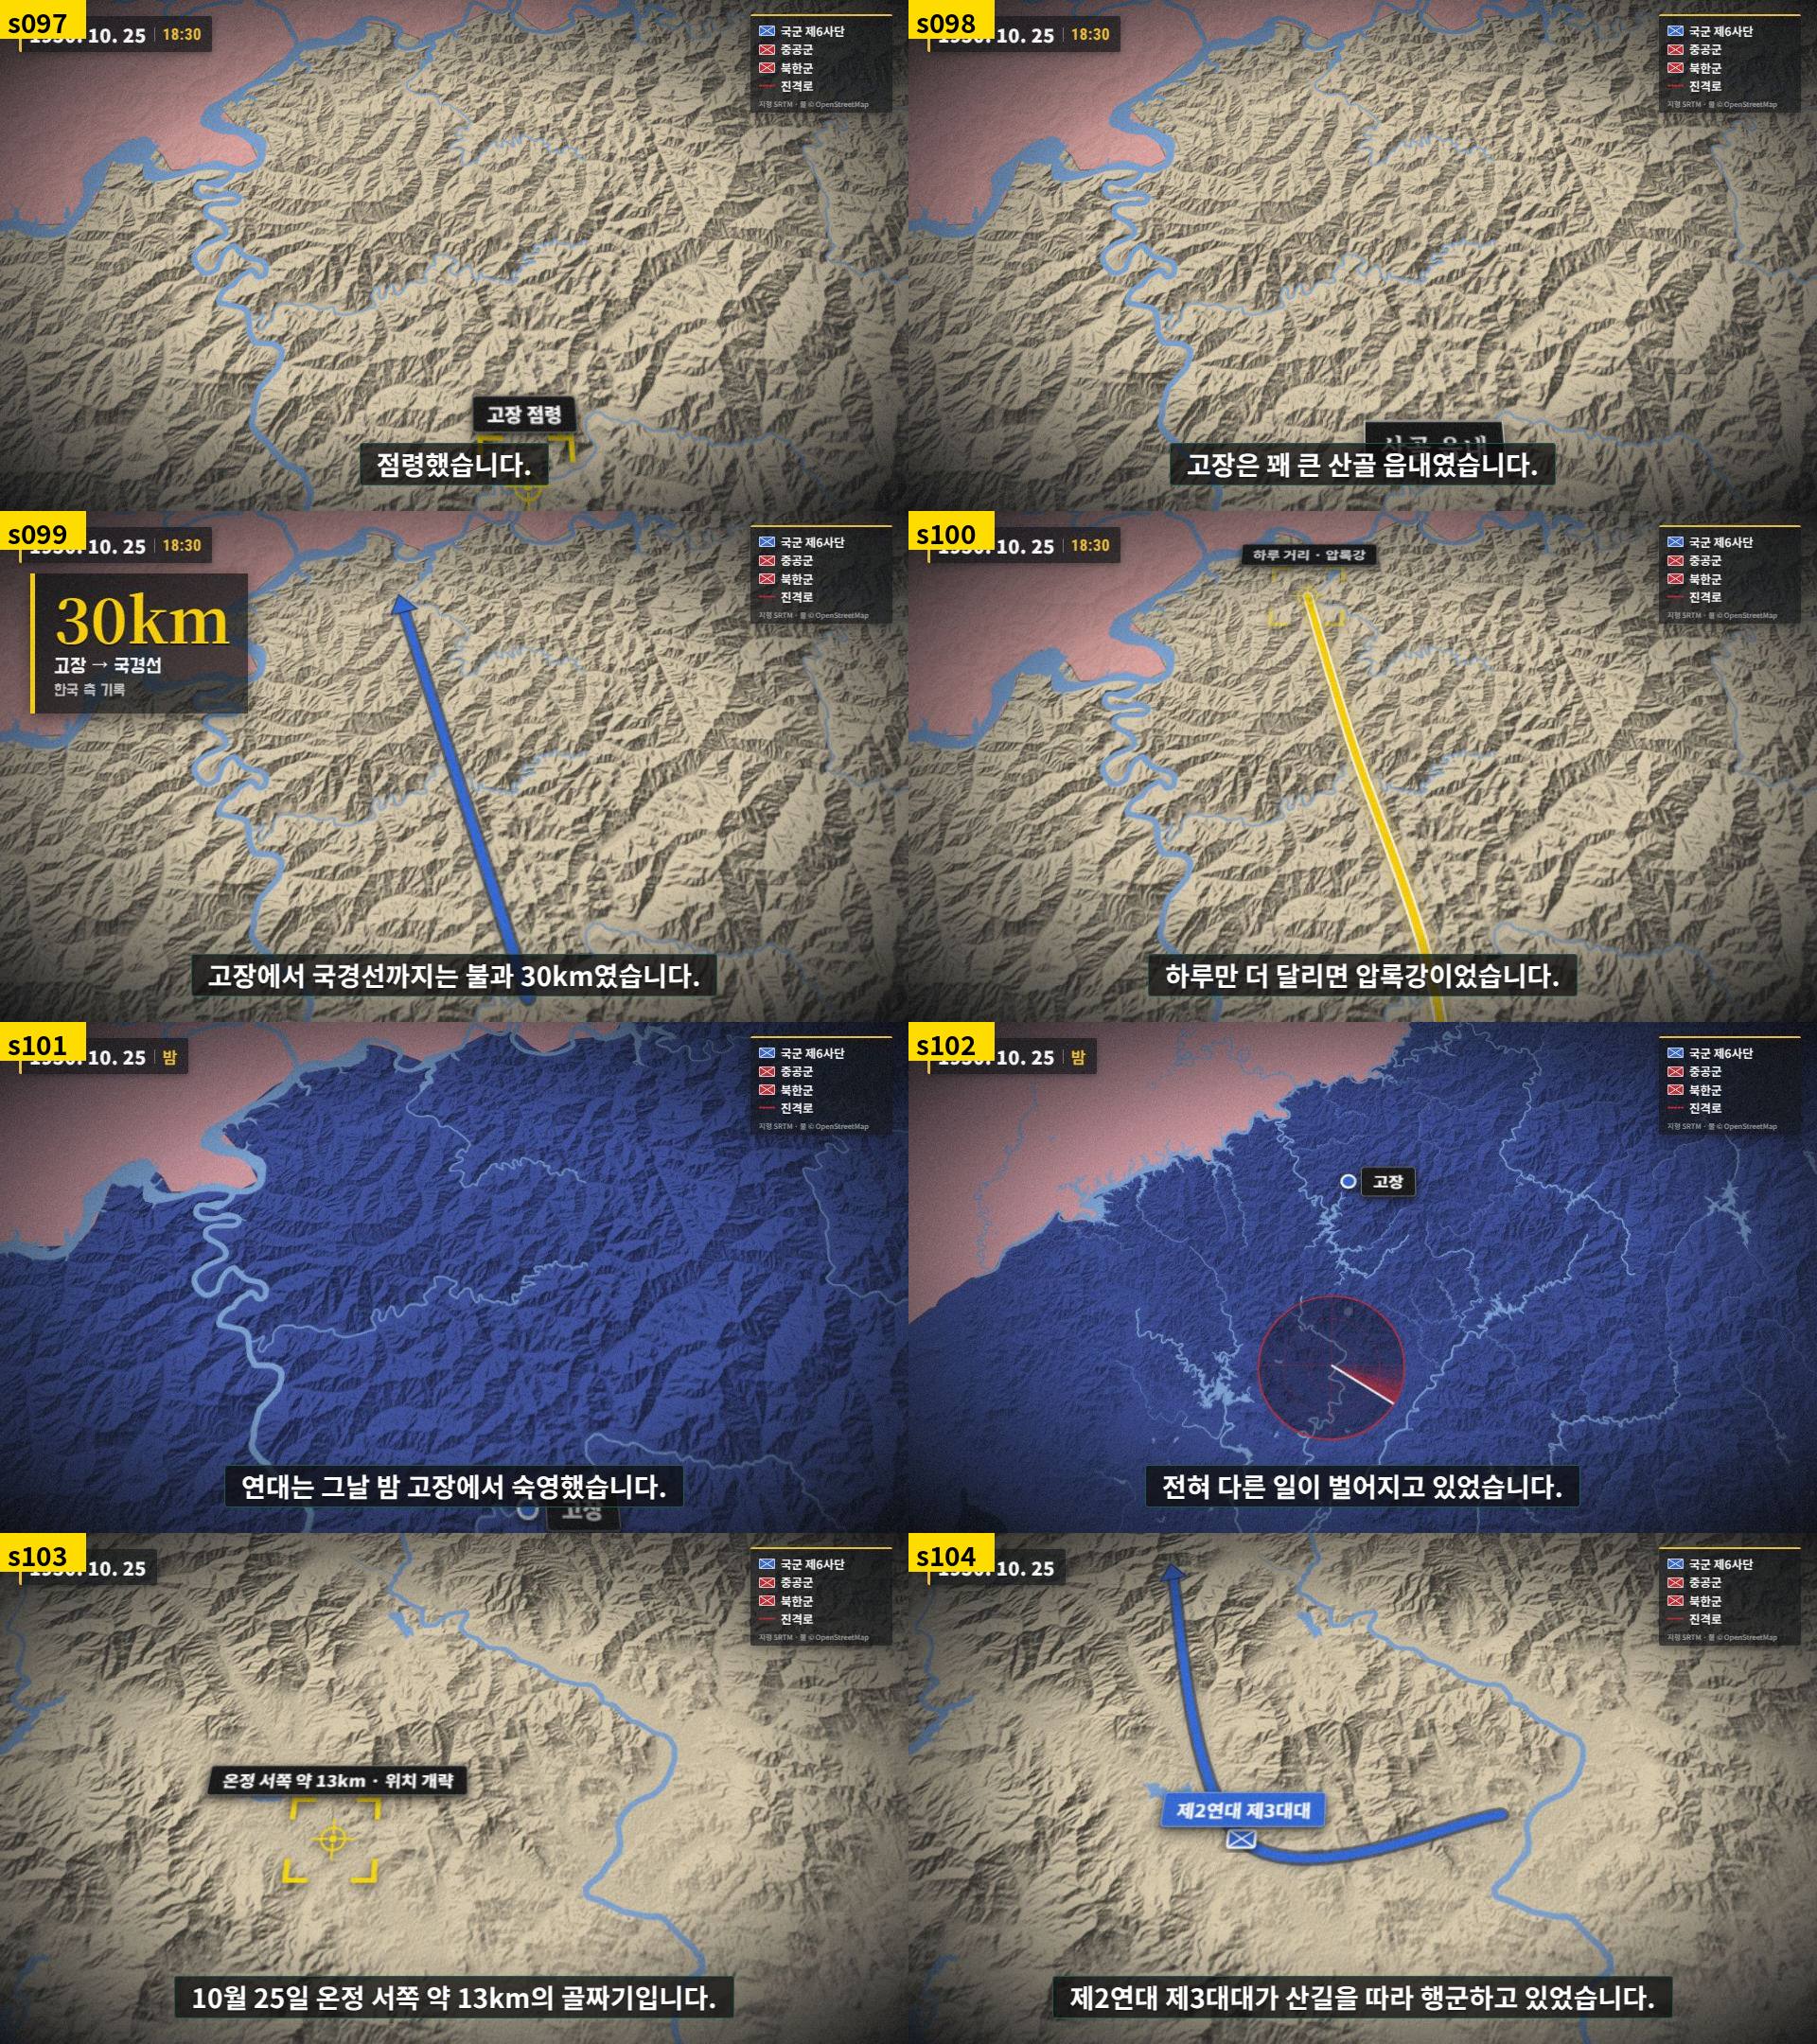 s097
10. 25 18:30
국군 제6사단
중공군
북한군
진격로
지형 SRTM · 물 © OpenStreetMap
고장 점령
점령했습니다.
s098
10. 25 18:30
국군 제6사단
중공군
북한군
진격로
지형 SRTM · 물 © OpenStreetMap
고장은 꽤 큰 산골 읍내였습니다.
s099
10. 25 18:30
국군 제6사단
중공군
북한군
진격로
지형 SRTM · 물 © OpenStreetMap
30km
고장 → 국경선
한국 측 기록
고장에서 국경선까지는 불과 30km였습니다.
s100
10. 25 18:30
국군 제6사단
중공군
북한군
진격로
지형 SRTM · 물 © OpenStreetMap
하루 거리 · 압록강
하루만 더 달리면 압록강이었습니다.
s101
10. 25 밤
국군 제6사단
중공군
북한군
진격로
지형 SRTM · 물 © OpenStreetMap
연대는 그날 밤 고장에서 숙영했습니다.
고장
s102
10. 25 밤
국군 제6사단
중공군
북한군
진격로
지형 SRTM · 물 © OpenStreetMap
고장
전혀 다른 일이 벌어지고 있었습니다.
s103
10. 25
국군 제6사단
중공군
북한군
진격로
지형 SRTM · 물 © OpenStreetMap
온정 서쪽 약 13km · 위치 개략
10월 25일 온정 서쪽 약 13km의 골짜기입니다.
s104
10. 25
국군 제6사단
중공군
북한군
진격로
지형 SRTM · 물 © OpenStreetMap
제2연대 제3대대
제2연대 제3대대가 산길을 따라 행군하고 있었습니다.